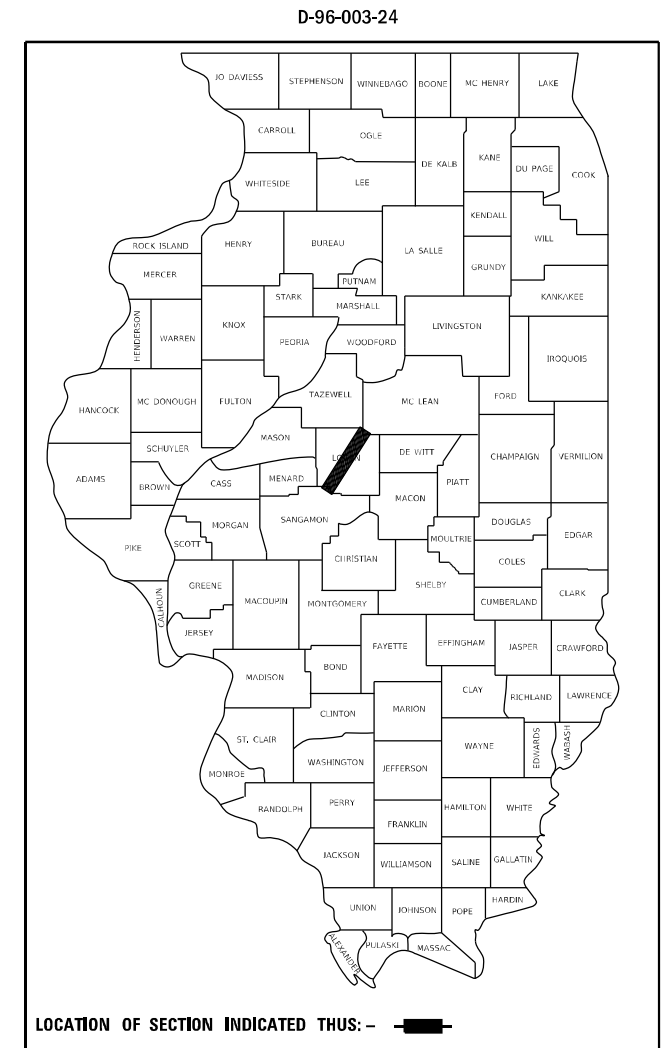 D-96-003-24
JO DAVIESS
STEPHENSON
WINNEBAGO
BOONE
MC HENRY
LAKE
CARROLL
OGLE
DE KALB
KANE
DU PAGE
COOK
WHITESIDE
LEE
KENDALL
ROCK ISLAND
HENRY
BUREAU
LA SALLE
WILL
GRUNDY
MERCER
PUTNAM
STARK
MARSHALL
KANKAKEE
HENDERSON
WARREN
KNOX
PEORIA
WOODFORD
LIVINGSTON
IROQUOIS
HANCOCK
MC DONOUGH
FULTON
TAZEWELL
MC LEAN
FORD
SCHUYLER
MASON
DE WITT
CHAMPAIGN
VERMILION
ADAMS
BROWN
CASS
MENARD
PIATT
MACON
PIKE
SCOTT
MORGAN
SANGAMON
MOULTRIE
DOUGLAS
EDGAR
CHRISTIAN
COLES
CALHOUN
GREENE
MACOUPIN
MONTGOMERY
SHELBY
CUMBERLAND
CLARK
JERSEY
FAYETTE
EFFINGHAM
JASPER
CRAWFORD
MADISON
BOND
CLAY
RICHLAND
LAWRENCE
CLINTON
MARION
ST. CLAIR
WAYNE
EDWARDS
WABASH
MONROE
WASHINGTON
JEFFERSON
RANDOLPH
PERRY
HAMILTON
WHITE
FRANKLIN
JACKSON
WILLIAMSON
SALINE
GALLATIN
UNION
JOHNSON
POPE
HARDIN
ALEXANDER
PULASKI
MASSAC
LOCATION OF SECTION INDICATED THUS: –